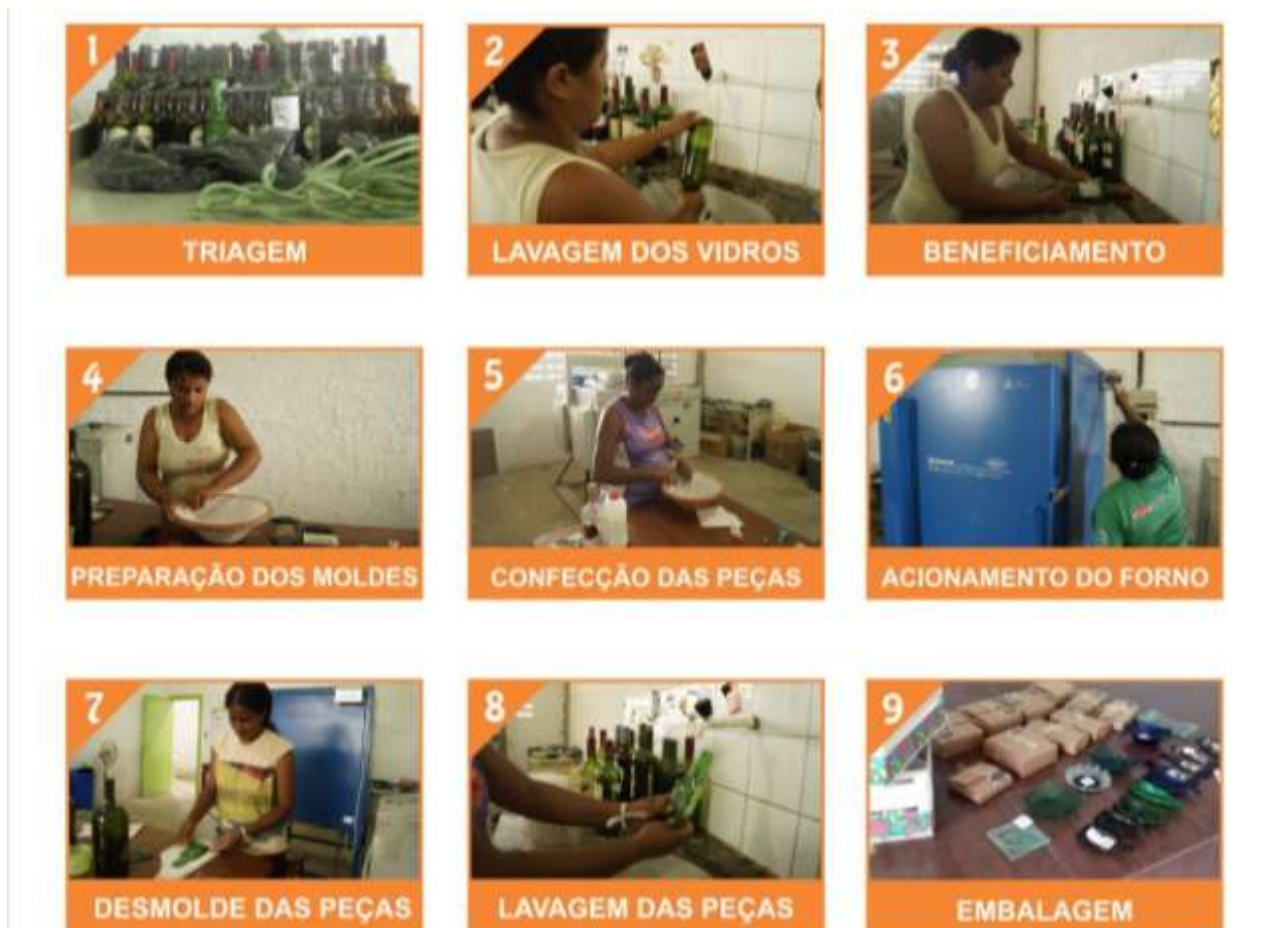 1
TRIAGEM
2
LAVAGEM DOS VIDROS
3
BENEFICIAMENTO
4
PREPARAÇÃO DOS MOLDES
5
CONFECÇÃO DAS PEÇAS
6
ACIONAMENTO DO FORNO
7
DESMOLDE DAS PEÇAS
8
LAVAGEM DAS PEÇAS
9
EMBALAGEM